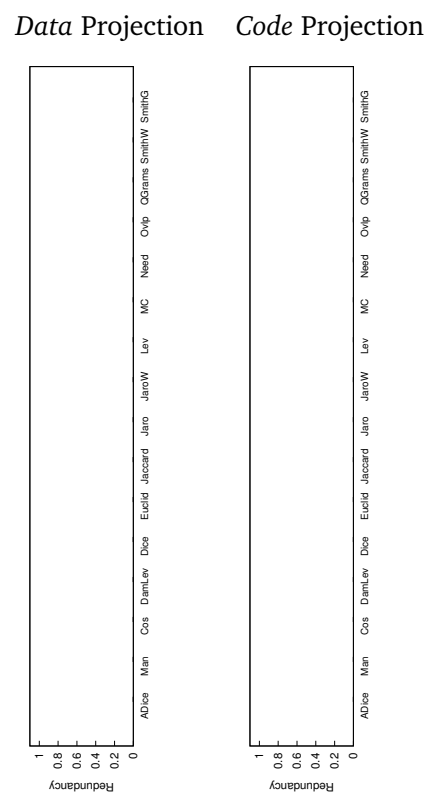 Data Projection
Code Projection
SmithG
SmithW
QGrams
Ovlp
Need
MC
Lev
JaroW
Jaro
Jaccard
Euclid
Dice
DamLev
Cos
Man
ADice
1
0.8
0.6
0.4
0.2
0
Redundancy
SmithG
SmithW
QGrams
Ovlp
Need
MC
Lev
JaroW
Jaro
Jaccard
Euclid
Dice
DamLev
Cos
Man
ADice
1
0.8
0.6
0.4
0.2
0
Redundancy